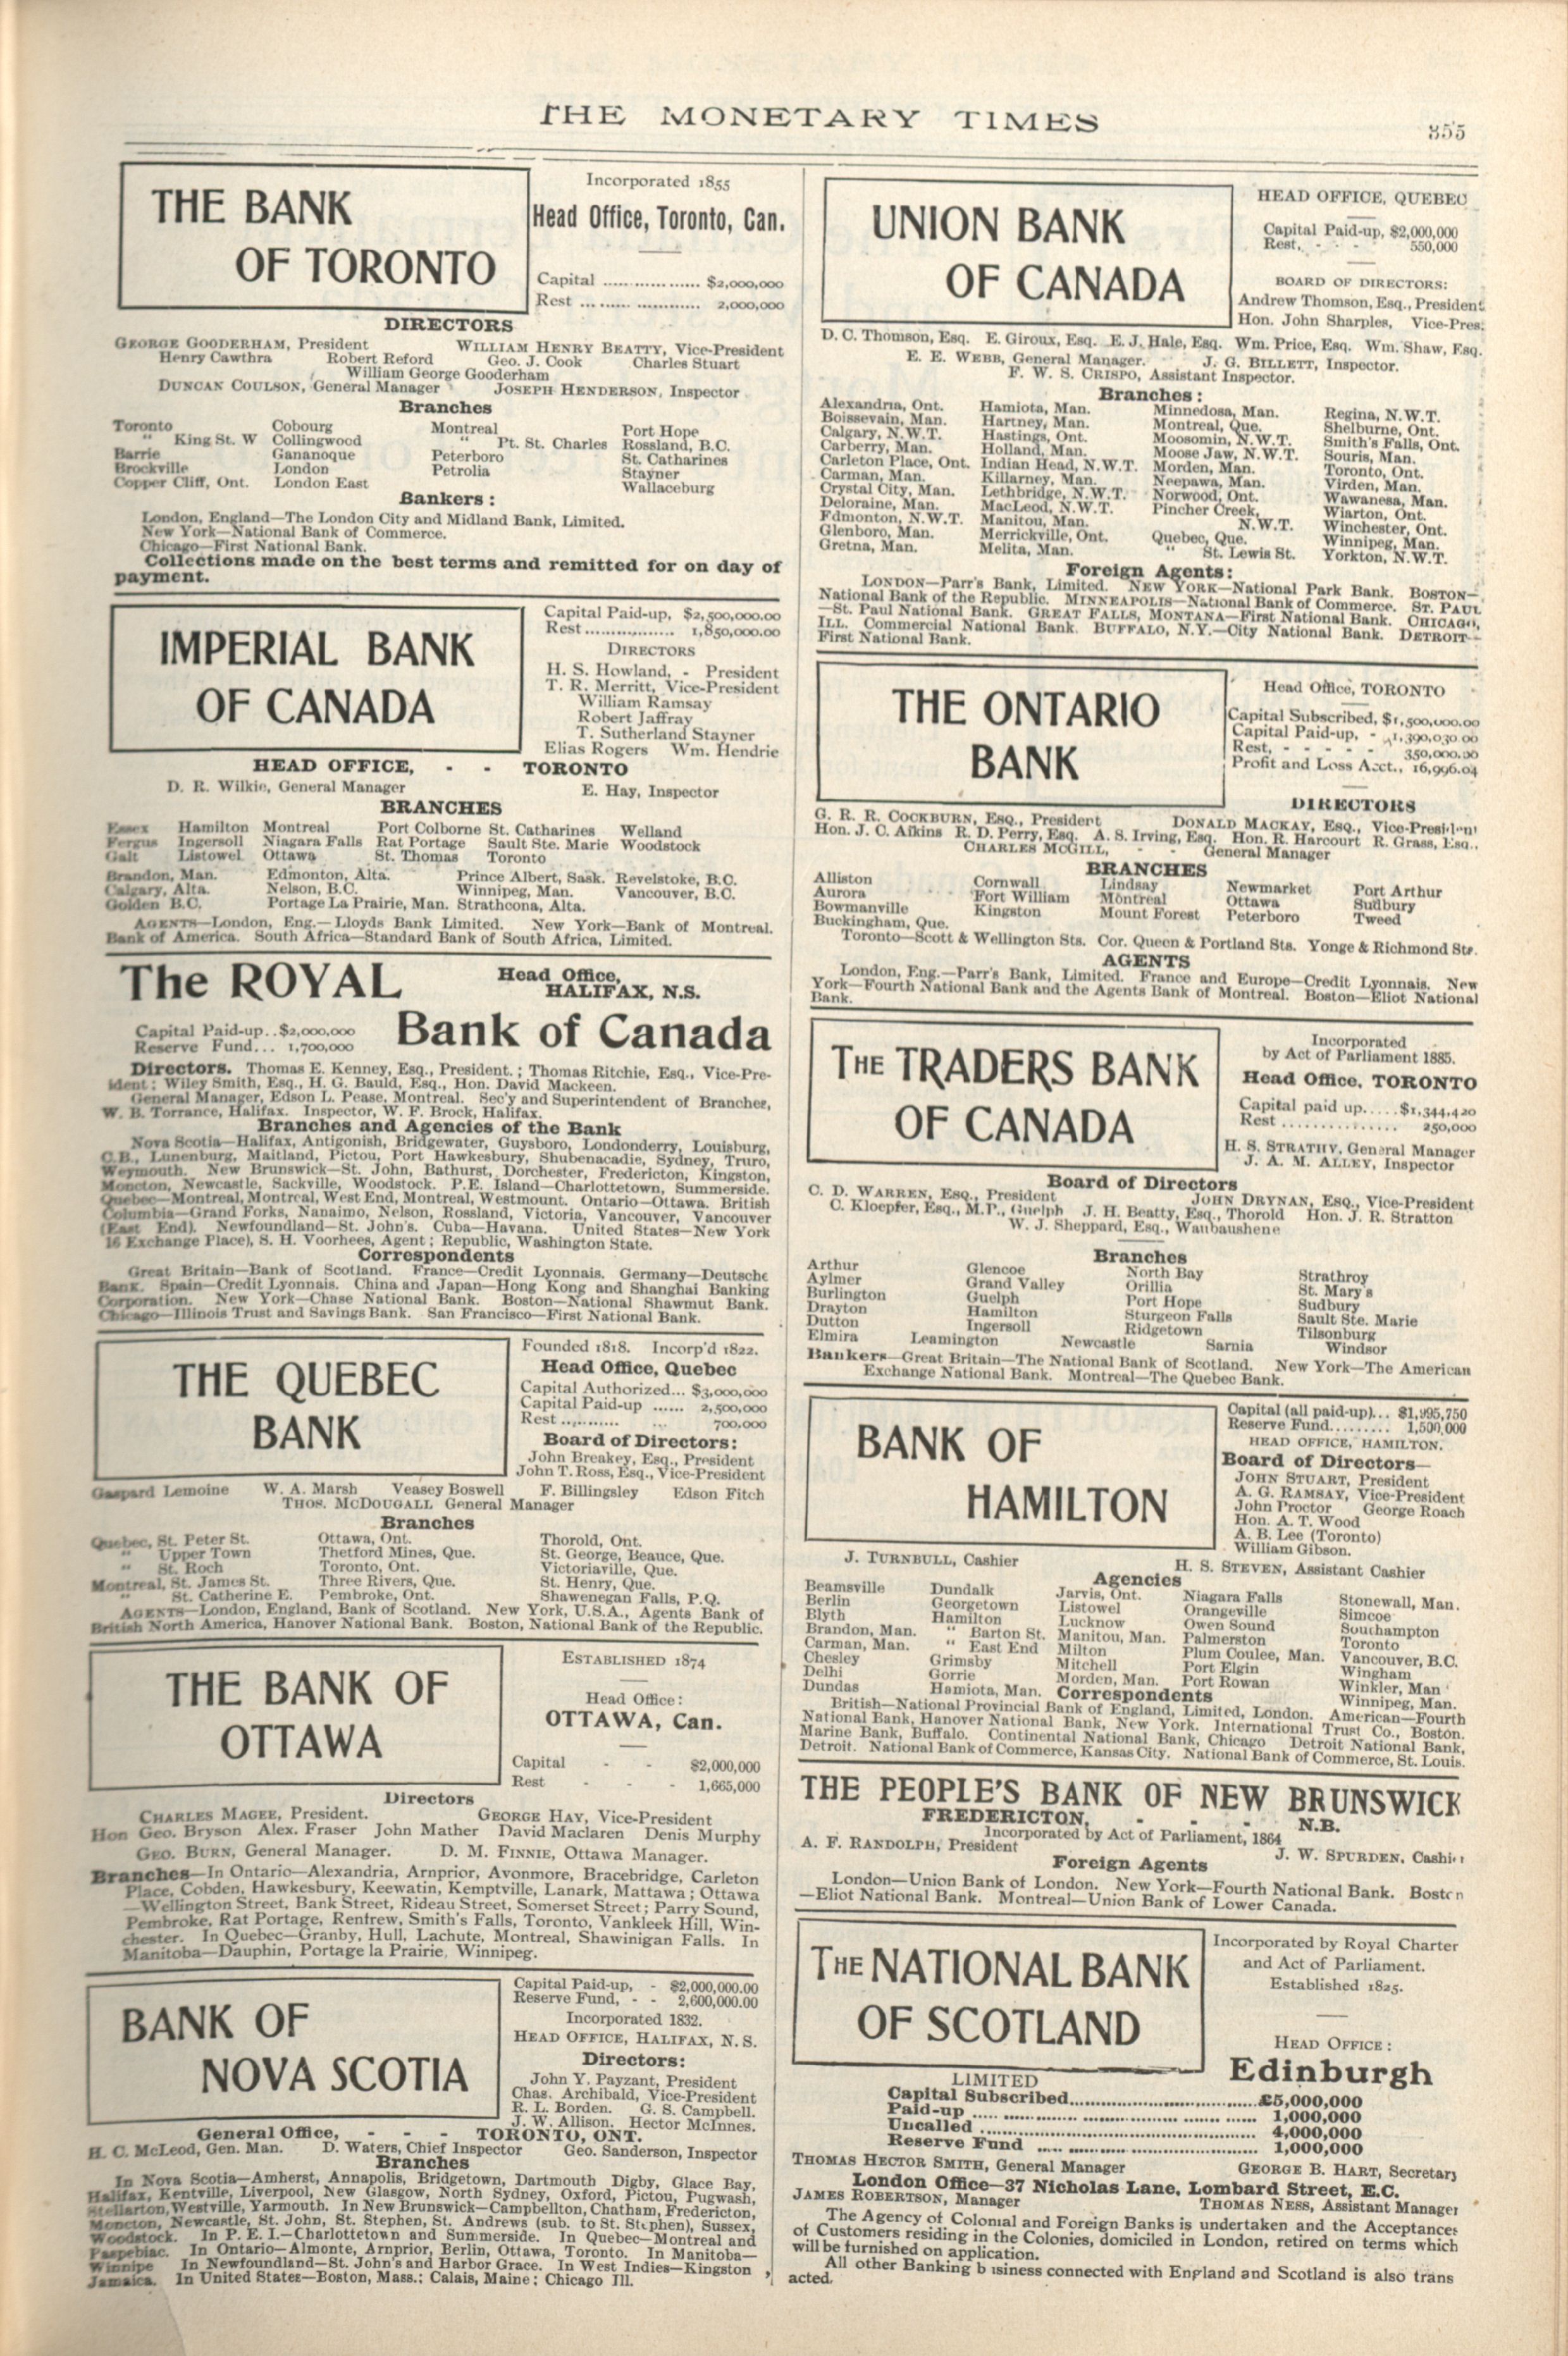 THE MONETARY TIMES
355
THE BANK
OF TORONTO
Incorporated 1855
Head Office, Toronto, Can.
Capital .................. $2,000,000
Rest ...................... 2,000,000
DIRECTORS
GEORGE GOODERHAM, President WILLIAM HENRY BEATTY, Vice-President
Henry Cawthra Robert Reford Geo. J. Cook Charles Stuart
William George Gooderham
DUNCAN COULSON, General Manager JOSEPH HENDERSON, Inspector
Branches
Toronto Cobourg Montreal Port Hope
" King St. W Collingwood " Pt. St. Charles Rossland, B.C.
Barrie Gananoque Peterboro St. Catharines
Brockville London Petrolia Stayner
Copper Cliff, Ont. London East Wallaceburg
Bankers :
London, England—The London City and Midland Bank, Limited.
New York—National Bank of Commerce.
Chicago—First National Bank.
Collections made on the best terms and remitted for on day of
payment.
IMPERIAL BANK
OF CANADA
Capital Paid-up, $2,500,000.00
Rest ................ 1,850,000.00
DIRECTORS
H. S. Howland, - President
T. R. Merritt, Vice-President
William Ramsay
Robert Jaffray
T. Sutherland Stayner
Elias Rogers Wm. Hendrie
HEAD OFFICE, - - TORONTO
D. R. Wilkie, General Manager E. Hay, Inspector
BRANCHES
Essex Hamilton Montreal Port Colborne St. Catharines Welland
Fergus Ingersoll Niagara Falls Rat Portage Sault Ste. Marie Woodstock
Galt Listowel Ottawa St. Thomas Toronto
Brandon, Man. Edmonton, Alta. Prince Albert, Sask. Revelstoke, B.C.
Calgary, Alta. Nelson, B.C. Winnipeg, Man. Vancouver, B.C.
Golden B.C. Portage La Prairie, Man. Strathcona, Alta.
AGENTS—London, Eng.—Lloyds Bank Limited. New York—Bank of Montreal.
Bank of America. South Africa—Standard Bank of South Africa, Limited.
The ROYAL
Head Office,
HALIFAX, N.S.
Capital Paid-up..$2,000,000
Reserve Fund... 1,700,000
Bank of Canada
Directors. Thomas E. Kenney, Esq., President. ; Thomas Ritchie, Esq., Vice-Pre-
ident ; Wiley Smith, Esq., H. G. Bauld, Esq., Hon. David Mackeen.
General Manager, Edson L. Pease, Montreal. Sec'y and Superintendent of Branches,
W. B. Torrance, Halifax. Inspector, W. F. Brock, Halifax.
Branches and Agencies of the Bank
Nova Scotia—Halifax, Antigonish, Bridgewater, Guysboro, Londonderry, Louisburg,
C.B., Lunenburg, Maitland, Pictou, Port Hawkesbury, Shubenacadie, Sydney, Truro,
Weymouth. New Brunswick—St. John, Bathurst, Dorchester, Fredericton, Kingston,
Moncton, Newcastle, Sackville, Woodstock. P.E. Island—Charlottetown, Summerside.
Quebec—Montreal, Montreal, West End, Montreal, Westmount. Ontario—Ottawa. British
Columbia—Grand Forks, Nanaimo, Nelson, Rossland, Victoria, Vancouver, Vancouver
(East End). Newfoundland—St. John's. Cuba—Havana. United States—New York
16 Exchange Place), S. H. Voorhees, Agent ; Republic, Washington State.
Correspondents
Great Britain—Bank of Scotland. France—Credit Lyonnais. Germany—Deutsche
Bank. Spain—Credit Lyonnais. China and Japan—Hong Kong and Shanghai Banking
Corporation. New York—Chase National Bank. Boston—National Shawmut Bank.
Chicago—Illinois Trust and Savings Bank. San Francisco—First National Bank.
THE QUEBEC
BANK
Founded 1818. Incorp'd 1822.
Head Office, Quebec
Capital Authorized... $3,000,000
Capital Paid-up ...... 2,500,000
Rest ........... ... 700,000
Board of Directors:
John Breakey, Esq., President
John T. Ross, Esq., Vice-President
Gaspard Lemoine W. A. Marsh Veasey Boswell F. Billingsley Edson Fitch
THOS. MCDOUGALL General Manager
Branches
Quebec, St. Peter St. Ottawa, Ont. Thorold, Ont.
" Upper Town Thetford Mines, Que. St. George, Beauce, Que.
" St. Roch Toronto, Ont. Victoriaville, Que.
Montreal, St. James St. Three Rivers, Que. St. Henry, Que.
" St. Catherine E. Pembroke, Ont. Shawenegan Falls, P.Q.
AGENTS—London, England, Bank of Scotland. New York, U.S.A., Agents Bank of
British North America, Hanover National Bank. Boston, National Bank of the Republic.
THE BANK OF
OTTAWA
ESTABLISHED 1874
Head Office:
OTTAWA, Can.
Capital - - $2,000,000
Rest - - - 1,665,000
Directors
CHARLES MAGEE, President. GEORGE HAY, Vice-President
Hon Geo. Bryson Alex. Fraser John Mather David Maclaren Denis Murphy
GEO. BURN, General Manager. D. M. FINNIE, Ottawa Manager.
Branches—In Ontario—Alexandria, Arnprior, Avonmore, Bracebridge, Carleton
Place, Cobden, Hawkesbury, Keewatin, Kemptville, Lanark, Mattawa ; Ottawa
—Wellington Street, Bank Street, Rideau Street, Somerset Street ; Parry Sound,
Pembroke, Rat Portage, Renfrew, Smith's Falls, Toronto, Vankleek Hill, Win-
chester. In Quebec—Granby, Hull, Lachute, Montreal, Shawinigan Falls. In
Manitoba—Dauphin, Portage la Prairie, Winnipeg.
BANK OF
NOVA SCOTIA
Capital Paid-up, - $2,000,000.00
Reserve Fund, - - 2,600,000.00
Incorporated 1832.
HEAD OFFICE, HALIFAX, N. S.
Directors:
John Y. Payzant, President
Chas. Archibald, Vice-President
R. L. Borden. G. S. Campbell.
J. W. Allison. Hector McInnes.
General Office, - - - TORONTO, ONT.
H. C. McLeod, Gen. Man. D. Waters, Chief Inspector Geo. Sanderson, Inspector
Branches
In Nova Scotia—Amherst, Annapolis, Bridgetown, Dartmouth Digby, Glace Bay,
Halifax, Kentville, Liverpool, New Glasgow, North Sydney, Oxford, Pictou, Pugwash,
Stellarton, Westville, Yarmouth. In New Brunswick—Campbellton, Chatham, Fredericton,
Moncton, Newcastle, St. John, St. Stephen, St. Andrews (sub. to St. Stephen), Sussex,
Woodstock. In P. E. I.—Charlottetown and Summerside. In Quebec—Montreal and
Paspebiac. In Ontario—Almonte, Arnprior, Berlin, Ottawa, Toronto. In Manitoba—
Winnipe In Newfoundland—St. John's and Harbor Grace. In West Indies—Kingston ,
Jamaica. In United States—Boston, Mass.: Calais, Maine ; Chicago Ill.
UNION BANK
OF CANADA
HEAD OFFICE, QUEBEC
Capital Paid-up, $2,000,000
Rest, - - - 550,000
BOARD OF DIRECTORS:
Andrew Thomson, Esq., President
Hon. John Sharples, Vice-Pres.
D. C. Thomson, Esq. E. Giroux, Esq. E. J. Hale, Esq. Wm. Price, Esq. Wm. Shaw, Esq.
E. E. WEBB, General Manager. J. G. BILLETT, Inspector.
F. W. S. CRISPO, Assistant Inspector.
Branches :
Alexandria, Ont. Hamiota, Man. Minnedosa, Man. Regina, N.W.T.
Boissevain, Man. Hartney, Man. Montreal, Que. Shelburne, Ont.
Calgary, N.W.T. Hastings, Ont. Moosomin, N.W.T. Smith's Falls, Ont.
Carberry, Man. Holland, Man. Moose Jaw, N.W.T. Souris, Man.
Carleton Place, Ont. Indian Head, N.W.T. Morden, Man. Toronto, Ont.
Carman, Man. Killarney, Man. Neepawa, Man. Virden, Man.
Crystal City, Man. Lethbridge, N.W.T. Norwood, Ont. Wawanesa, Man.
Deloraine, Man. MacLeod, N.W.T. Pincher Creek, Wiarton, Ont.
Edmonton, N.W.T. Manitou, Man. N.W.T. Winchester, Ont.
Glenboro, Man. Merrickville, Ont. Quebec, Que. Winnipeg, Man.
Gretna, Man. Melita, Man. " St. Lewis St. Yorkton, N.W.T.
Foreign Agents:
LONDON—Parr's Bank, Limited. NEW YORK—National Park Bank. BOSTON—
National Bank of the Republic. MINNEAPOLIS—National Bank of Commerce. ST. PAUL
—St. Paul National Bank. GREAT FALLS, MONTANA—First National Bank. CHICAGO,
ILL. Commercial National Bank. BUFFALO, N.Y.—City National Bank. DETROIT—
First National Bank.
THE ONTARIO
BANK
Head Office, TORONTO
Capital Subscribed, $1,500,000.00
Capital Paid-up, - 1,390,030.00
Rest, - - - - - 350,000.00
Profit and Loss Acct., 16,996.04
DIRECTORS
G. R. R. COCKBURN, Esq., President DONALD MACKAY, ESQ., Vice-President
Hon. J. C. Aikins R. D. Perry, Esq. A. S. Irving, Esq. Hon. R. Harcourt R. Grass, Esq.,
CHARLES MCGILL, - - General Manager
BRANCHES
Alliston Cornwall Lindsay Newmarket Port Arthur
Aurora Fort William Montreal Ottawa Sudbury
Bowmanville Kingston Mount Forest Peterboro Tweed
Buckingham, Que.
Toronto—Scott & Wellington Sts. Cor. Queen & Portland Sts. Yonge & Richmond Sts.
AGENTS
London, Eng.—Parr's Bank, Limited. France and Europe—Credit Lyonnais. New
York—Fourth National Bank and the Agents Bank of Montreal. Boston—Eliot National
Bank.
THE TRADERS BANK
OF CANADA
Incorporated
by Act of Parliament 1885.
Head Office, TORONTO
Capital paid up.....$1,344,420
Rest ............... 250,000
H. S. STRATHY, General Manager
J. A. M. ALLEY, Inspector
Board of Directors
C. D. WARREN, ESQ., President JOHN DRYNAN, ESQ., Vice-President
C. Kloepfer, Esq., M.P., Guelph J. H. Beatty, Esq., Thorold Hon. J. R. Stratton
W. J. Sheppard, Esq., Waubaushene
Branches
Arthur Glencoe North Bay Strathroy
Aylmer Grand Valley Orillia St. Mary's
Burlington Guelph Port Hope Sudbury
Drayton Hamilton Sturgeon Falls Sault Ste. Marie
Dutton Ingersoll Ridgetown Tilsonburg
Elmira Leamington Newcastle Sarnia Windsor
Bankers—Great Britain—The National Bank of Scotland. New York—The American
Exchange National Bank. Montreal—The Quebec Bank.
BANK OF
HAMILTON
Capital (all paid-up)... $1,995,750
Reserve Fund......... 1,500,000
HEAD OFFICE, HAMILTON.
Board of Directors—
JOHN STUART, President
A. G. RAMSAY, Vice-President
John Proctor George Roach
Hon. A. T. Wood
A. B. Lee (Toronto)
William Gibson.
J. TURNBULL, Cashier H. S. STEVEN, Assistant Cashier
Agencies
Beamsville Dundalk Jarvis, Ont. Niagara Falls Stonewall, Man.
Berlin Georgetown Listowel Orangeville Simcoe
Blyth Hamilton Lucknow Owen Sound Southampton
Brandon, Man. " Barton St. Manitou, Man. Palmerston Toronto
Carman, Man. " East End Milton Plum Coulee, Man. Vancouver, B.C.
Chesley Grimsby Mitchell Port Elgin Wingham
Delhi Gorrie Morden, Man. Port Rowan Winkler, Man
Dundas Hamiota, Man. Correspondents Winnipeg, Man.
British—National Provincial Bank of England, Limited, London. American—Fourth
National Bank, Hanover National Bank, New York. International Trust Co., Boston.
Marine Bank, Buffalo. Continental National Bank, Chicago Detroit National Bank,
Detroit. National Bank of Commerce, Kansas City. National Bank of Commerce, St. Louis.
THE PEOPLE'S BANK OF NEW BRUNSWICK
FREDERICTON, - - - N.B.
Incorporated by Act of Parliament, 1864
A. F. RANDOLPH, President J. W. SPURDEN, Cashier
Foreign Agents
London—Union Bank of London. New York—Fourth National Bank. Boston
—Eliot National Bank. Montreal—Union Bank of Lower Canada.
THE NATIONAL BANK
OF SCOTLAND
Incorporated by Royal Charter
and Act of Parliament.
Established 1825.
HEAD OFFICE :
Edinburgh
LIMITED
Capital Subscribed..............................£5,000,000
Paid-up ..................................... 1,000,000
Uncalled ..................................... 4,000,000
Reserve Fund ............................... 1,000,000
THOMAS HECTOR SMITH, General Manager GEORGE B. HART, Secretary
London Office—37 Nicholas Lane, Lombard Street, E.C.
JAMES ROBERTSON, Manager THOMAS NESS, Assistant Manager
The Agency of Colonial and Foreign Banks is undertaken and the Acceptances
of Customers residing in the Colonies, domiciled in London, retired on terms which
will be furnished on application.
All other Banking b isiness connected with England and Scotland is also trans
acted.